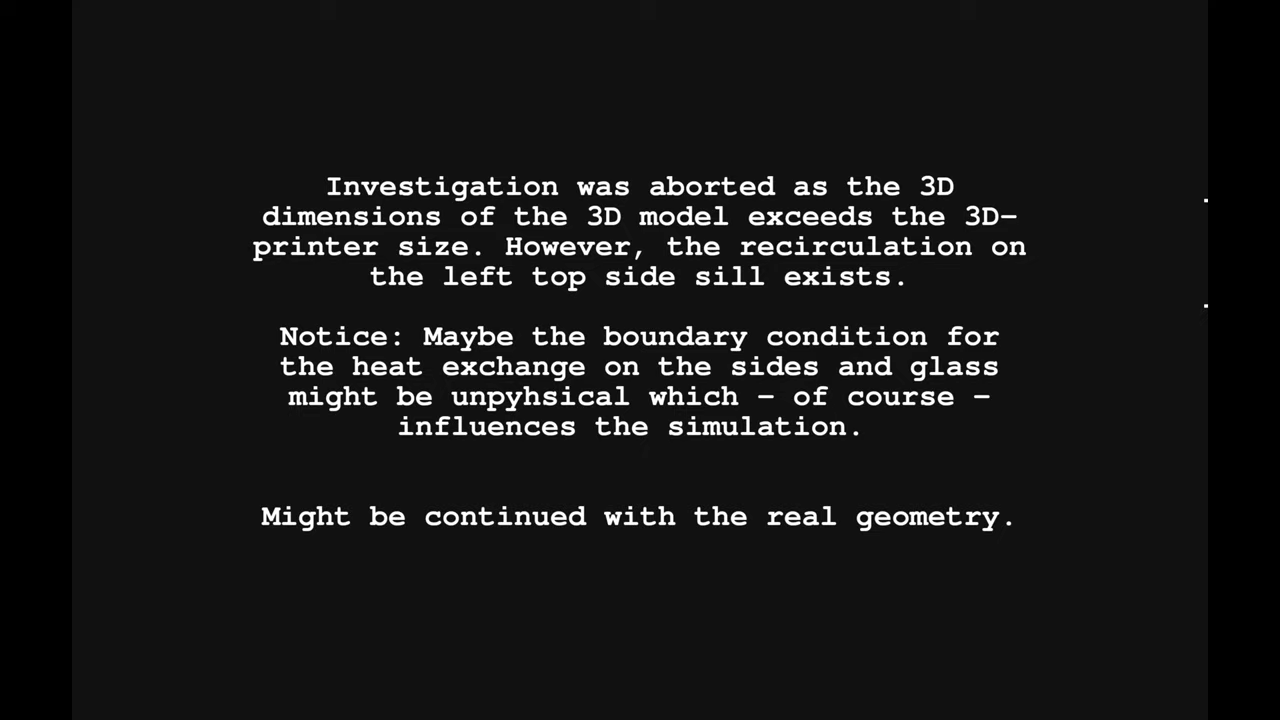 Investigation was aborted as the 3D
dimensions of the 3D model exceeds the 3D-
printer size. However, the recirculation on
the left top side sill exists.
Notice: Maybe the boundary condition for
the heat exchange on the sides and glass
might be unpyhsical which - of course -
influences the simulation.
Might be continued with the real geometry.